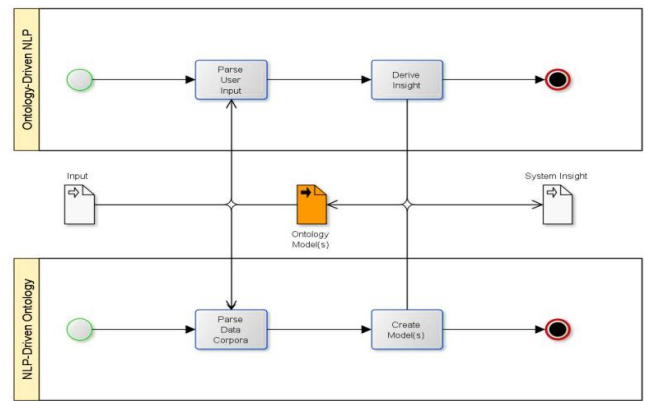 Ontology-Driven NLP
Parse
User
Input
Derive
Insight
Input
Ontology
Model(s)
System Insight
NLP-Driven Ontology
Parse
Data
Corpora
Create
Model(s)